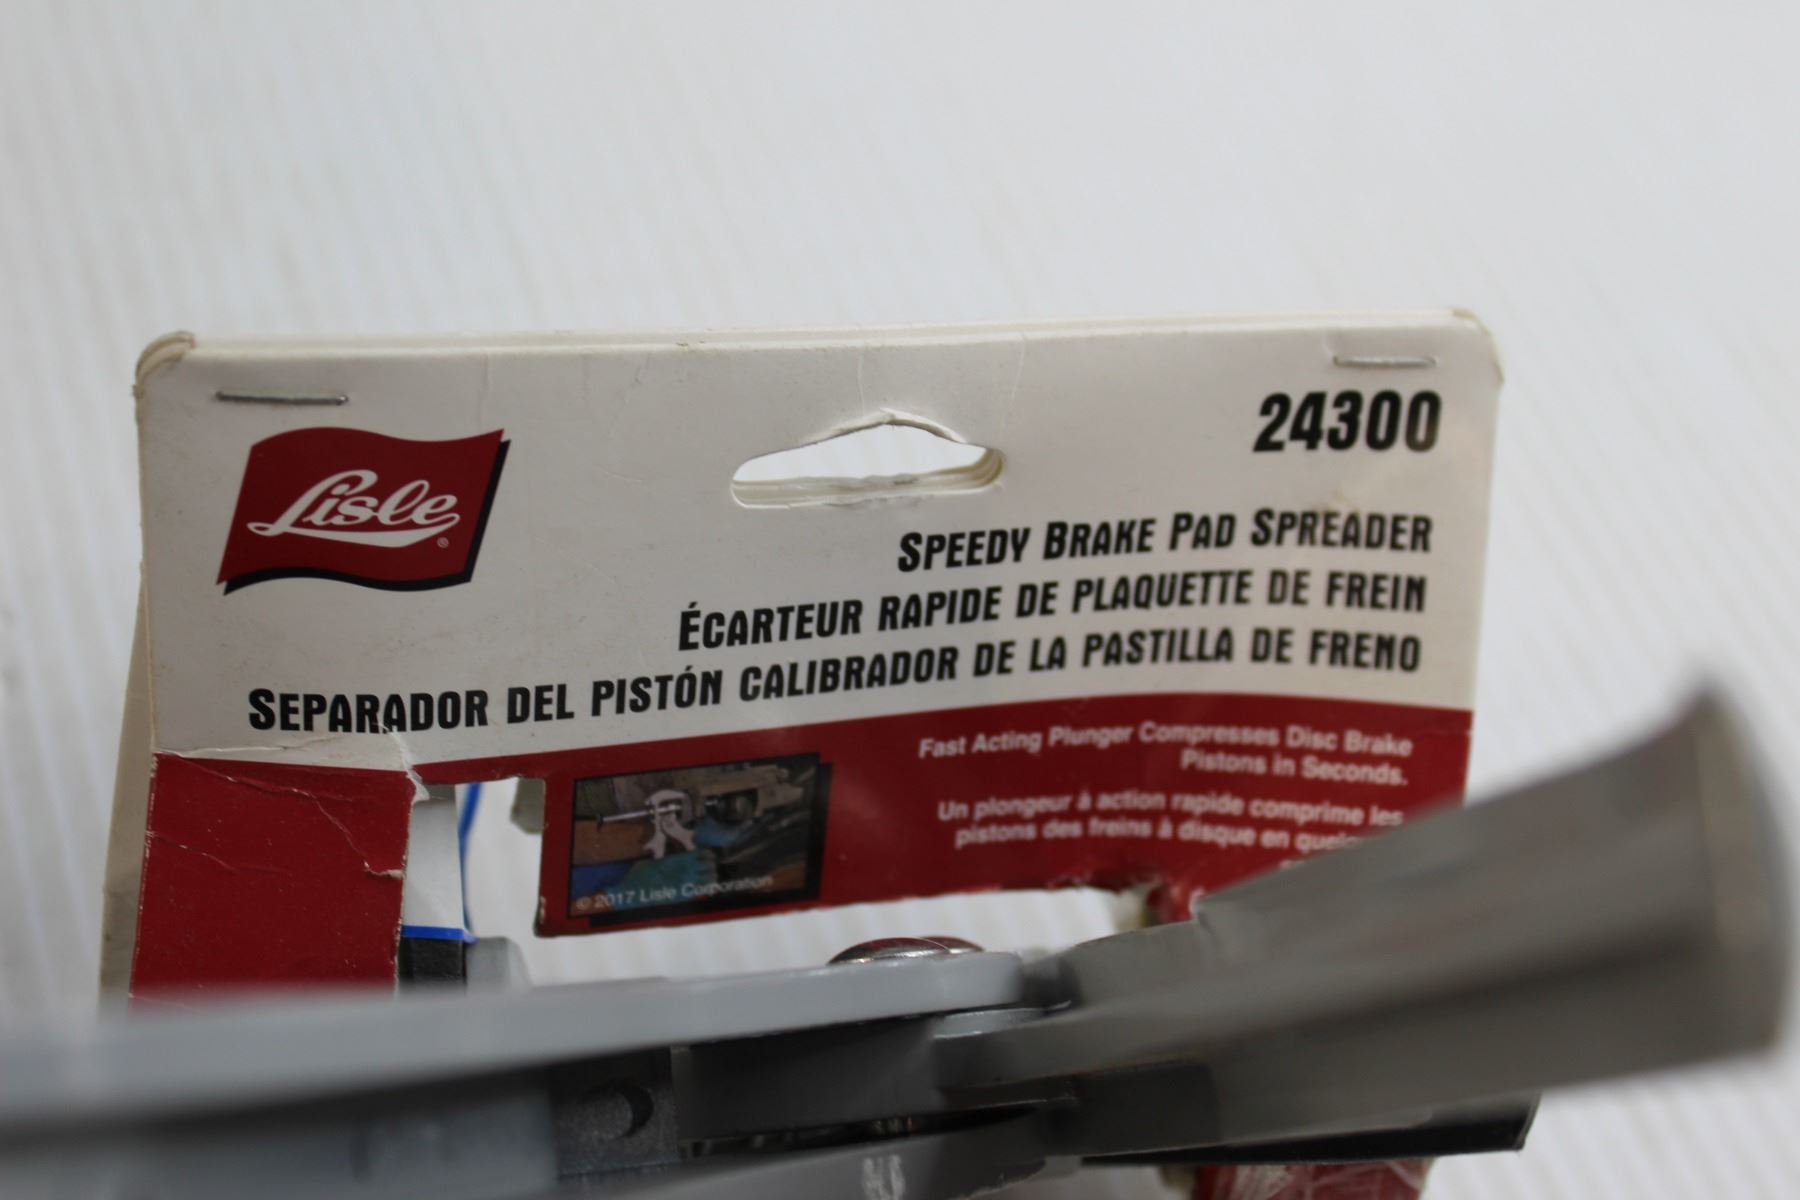 Lisle®
24300
SPEEDY BRAKE PAD SPREADER
ÉCARTEUR RAPIDE DE PLAQUETTE DE FREIN
SEPARADOR DEL PISTÓN CALIBRADOR DE LA PASTILLA DE FRENO
Fast Acting Plunger Compresses Disc Brake
Pistons in Seconds.
Un plongeur à action rapide comprime les
pistons des freins à disque en
© 2017 Lisle Corporation